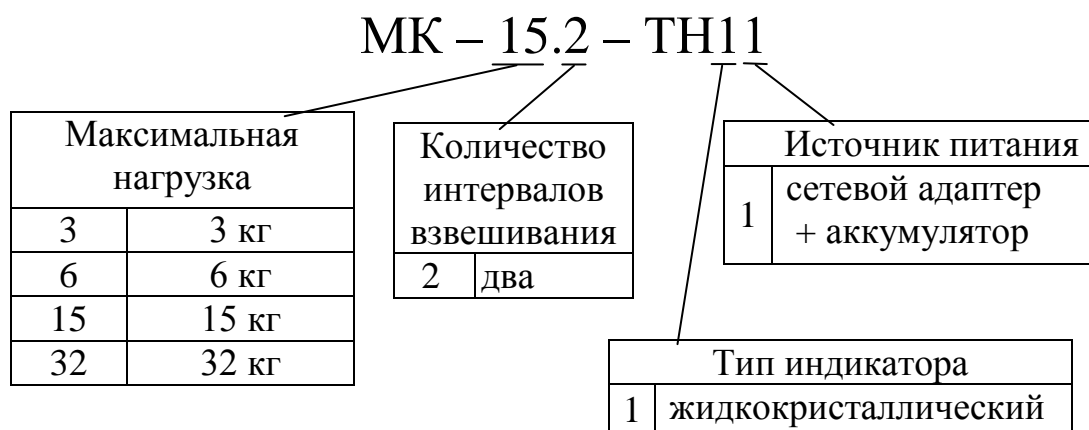 МК – 15.2 – ТН11
Максимальная
нагрузка
3 3 кг
6 6 кг
15 15 кг
32 32 кг
Количество
интервалов
взвешивания
2 два
Источник питания
1 сетевой адаптер
+ аккумулятор
Тип индикатора
1 жидкокристаллический